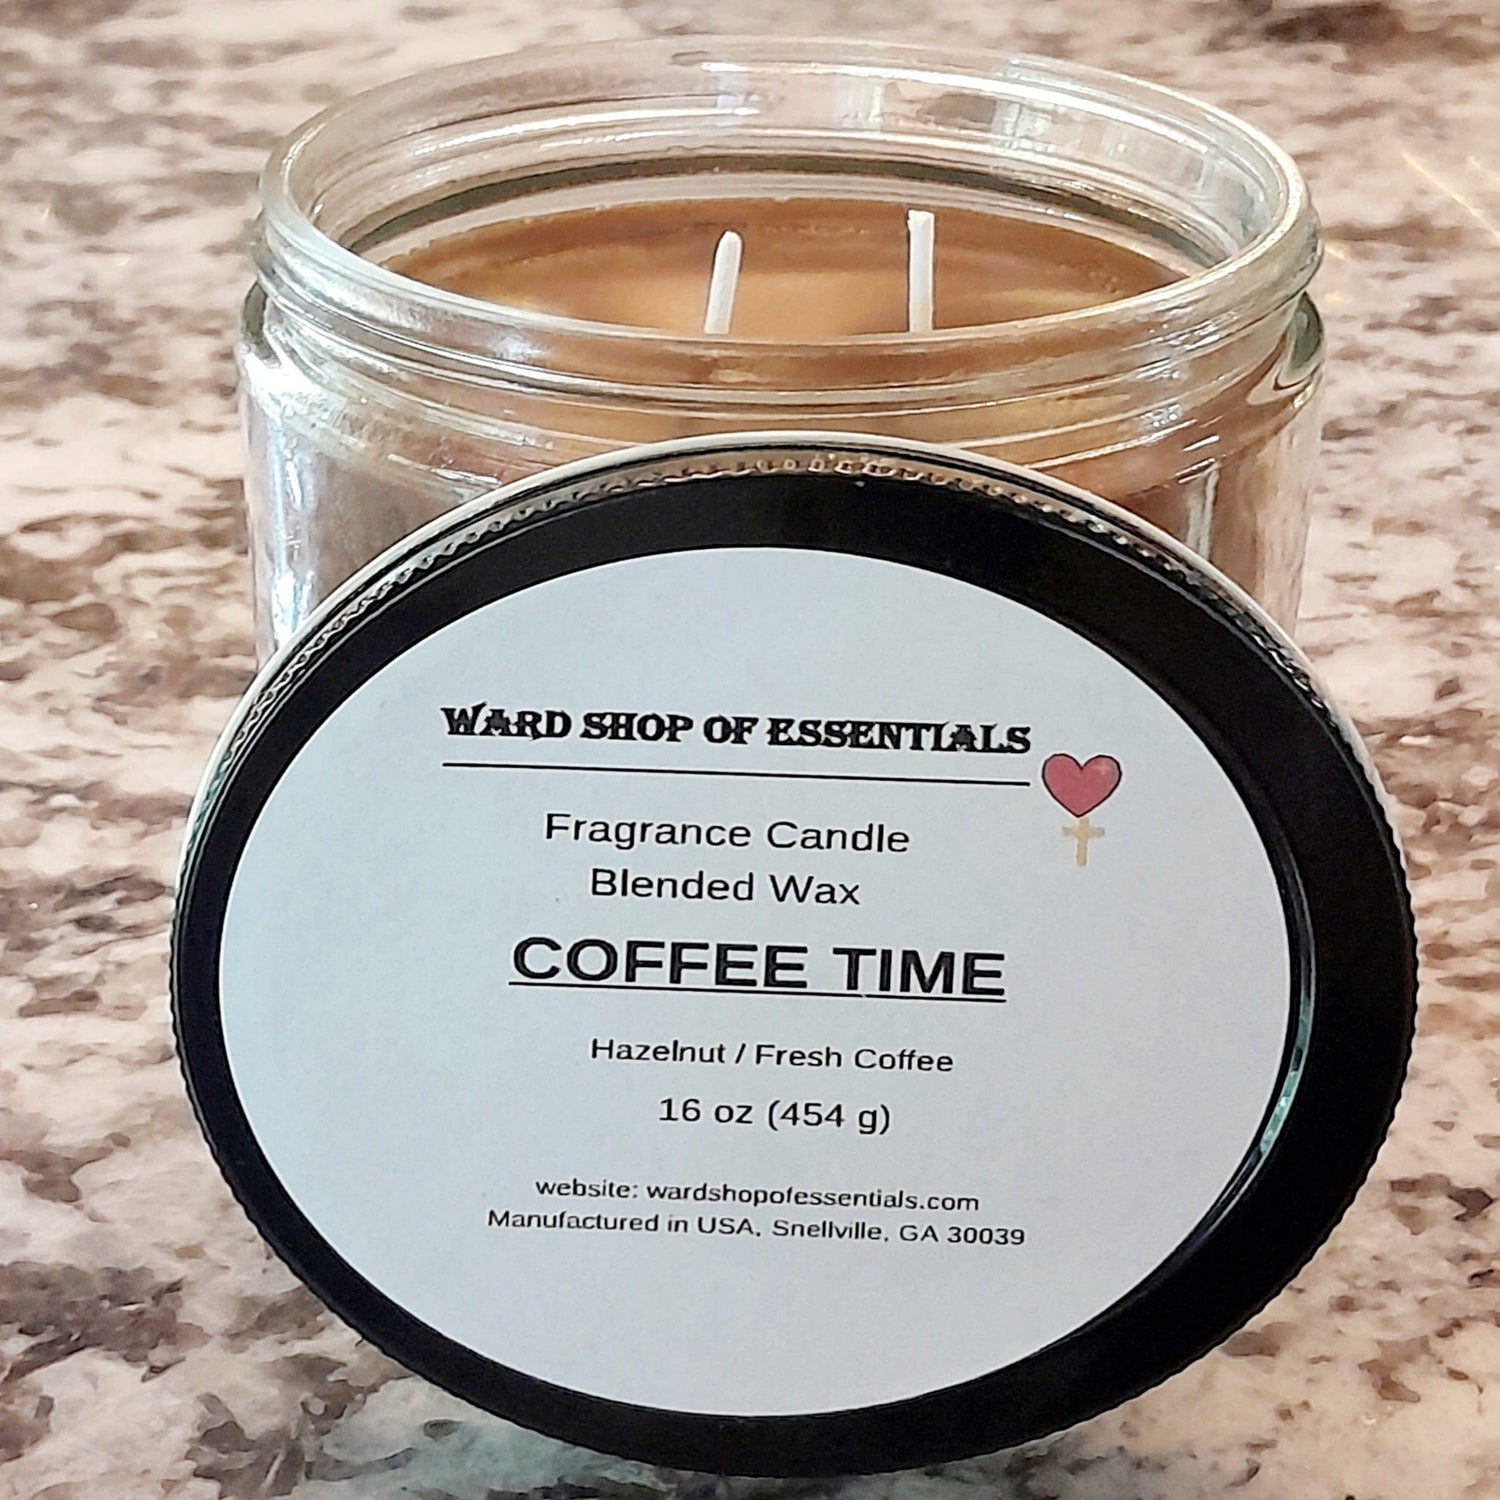 WARD SHOP OF ESSENTIALS
Fragrance Candle
Blended Wax
COFFEE TIME
Hazelnut / Fresh Coffee
16 oz (454 g)
website: wardshopofessentials.com
Manufactured in USA, Snellville, GA 30039